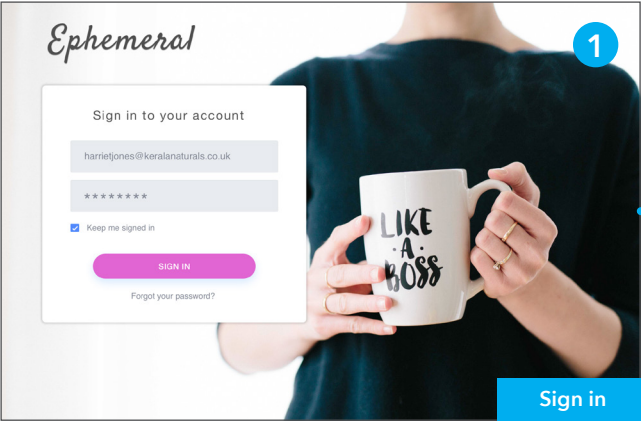 Ephemeral
1
Sign in to your account
harrietjones@keralanaturals.co.uk
********
Keep me signed in
SIGN IN
Forgot your password?
LIKE
·A·
BOSS
Sign in